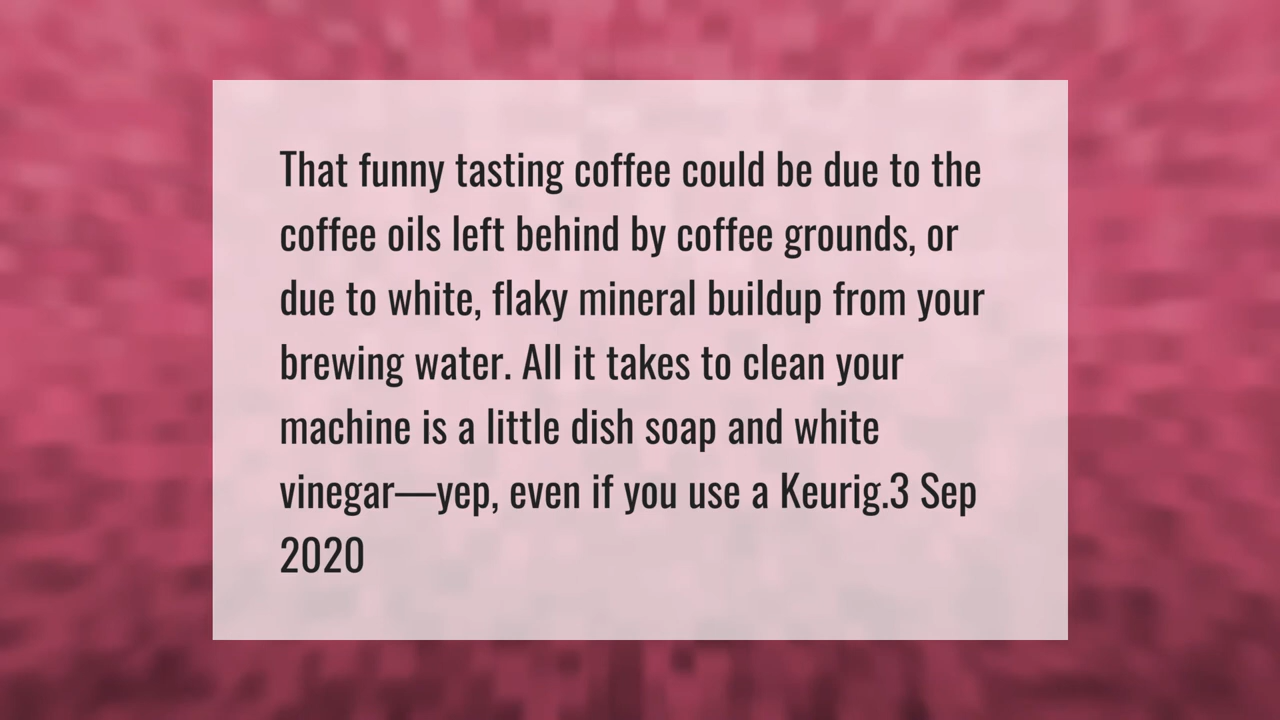 That funny tasting coffee could be due to the
coffee oils left behind by coffee grounds, or
due to white, flaky mineral buildup from your
brewing water. All it takes to clean your
machine is a little dish soap and white
vinegar—yep, even if you use a Keurig.3 Sep
2020